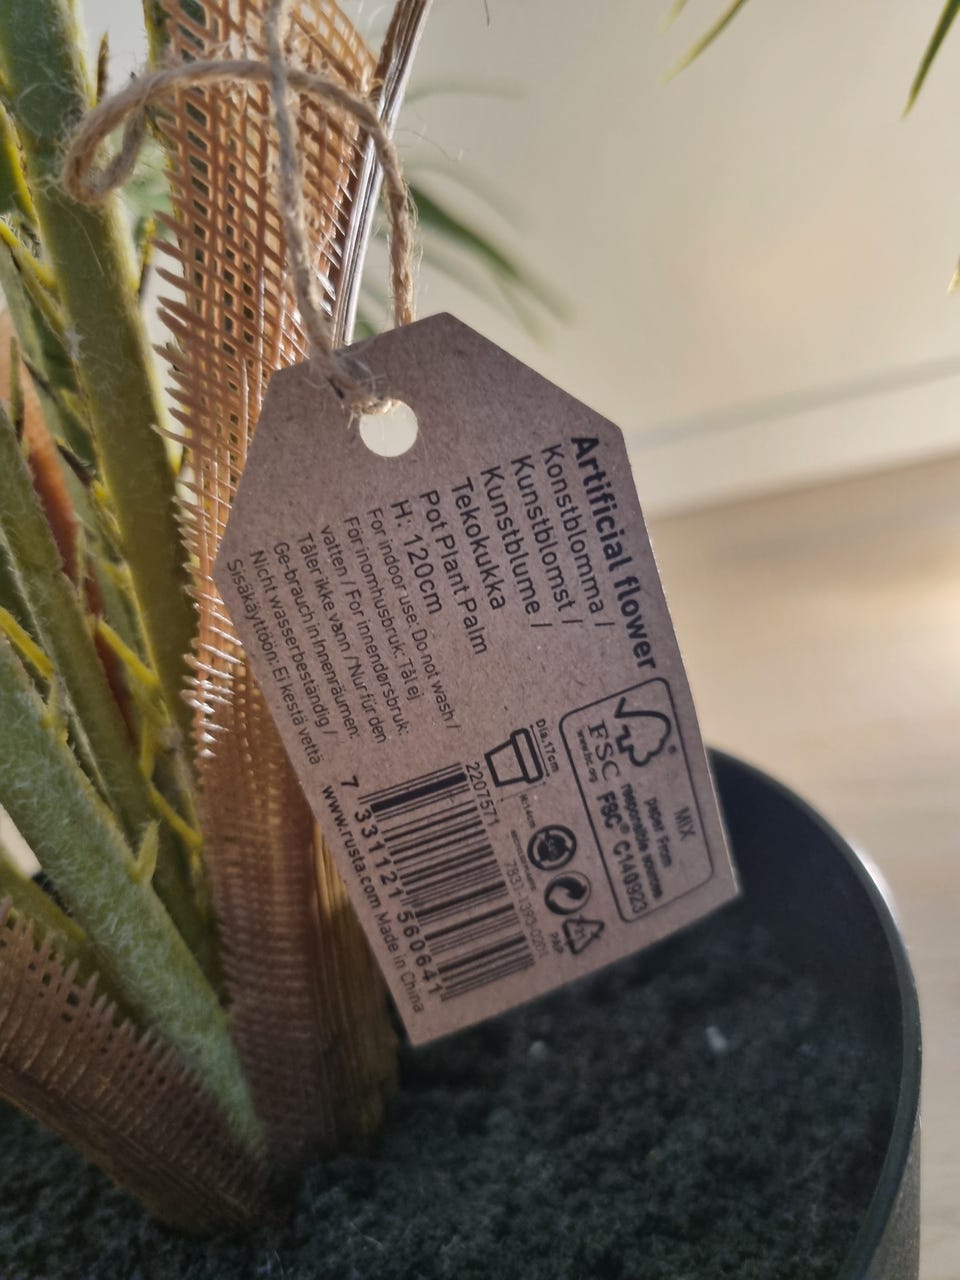 Artificial flower
Konstblomma /
Kunstblomst /
Kunstblume /
Tekokukka
Pot Plant Palm
H: 120cm
For indoor use: Do not wash /
För inomhusbruk: Tål ej
vatten / For innendørsbruk:
Tåler ikke vann / Nur für den
Ge-brauch in Innenräumen:
Nicht wasserbeständig /
Sisäkäyttöön: Ei kestä vettä
FSC
www.fsc.org
MIX
paper from
responsible sources
FSC® C140923
Dia.17cm
H:14cm
2207571
7 331121 560641
www.rusta.com Made in China
PAP